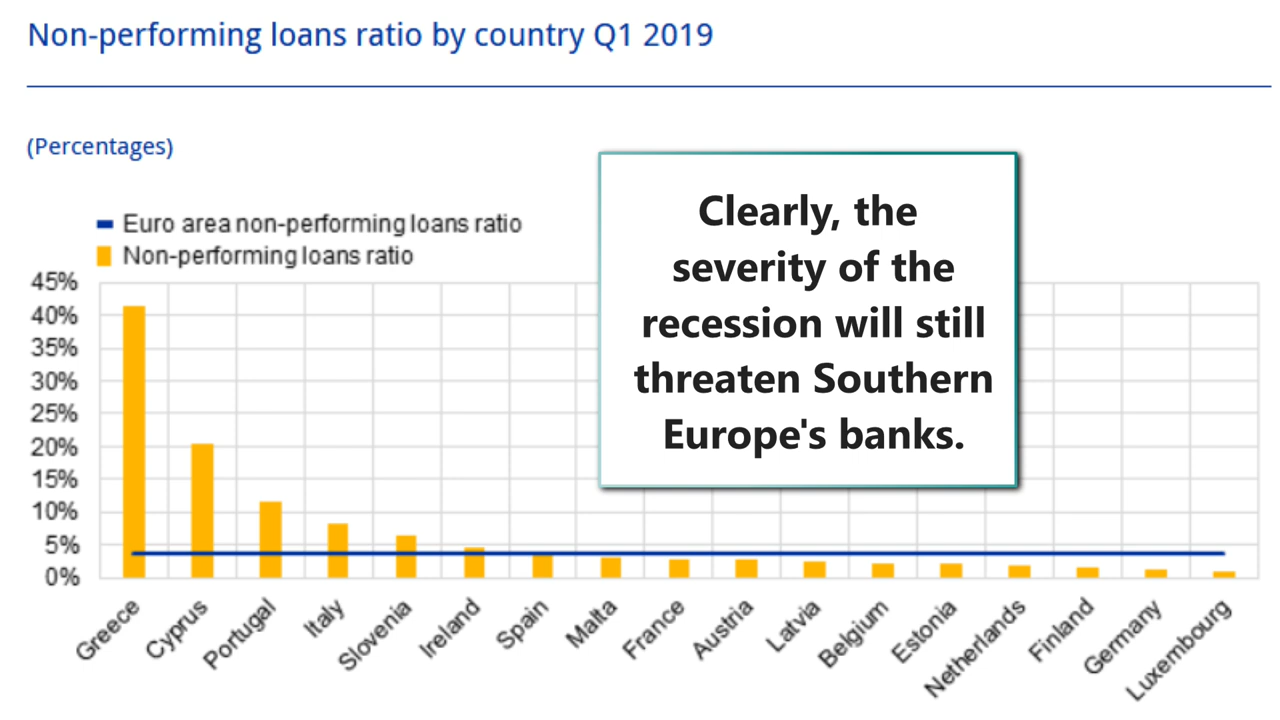 Non-performing loans ratio by country Q1 2019
(Percentages)
Euro area non-performing loans ratio
Non-performing loans ratio
Clearly, the
severity of the
recession will still
threaten Southern
Europe's banks.
45%
40%
35%
30%
25%
20%
15%
10%
5%
0%
Greece
Cyprus
Portugal
Italy
Slovenia
Ireland
Spain
Malta
France
Austria
Latvia
Belgium
Estonia
Netherlands
Finland
Germany
Luxembourg